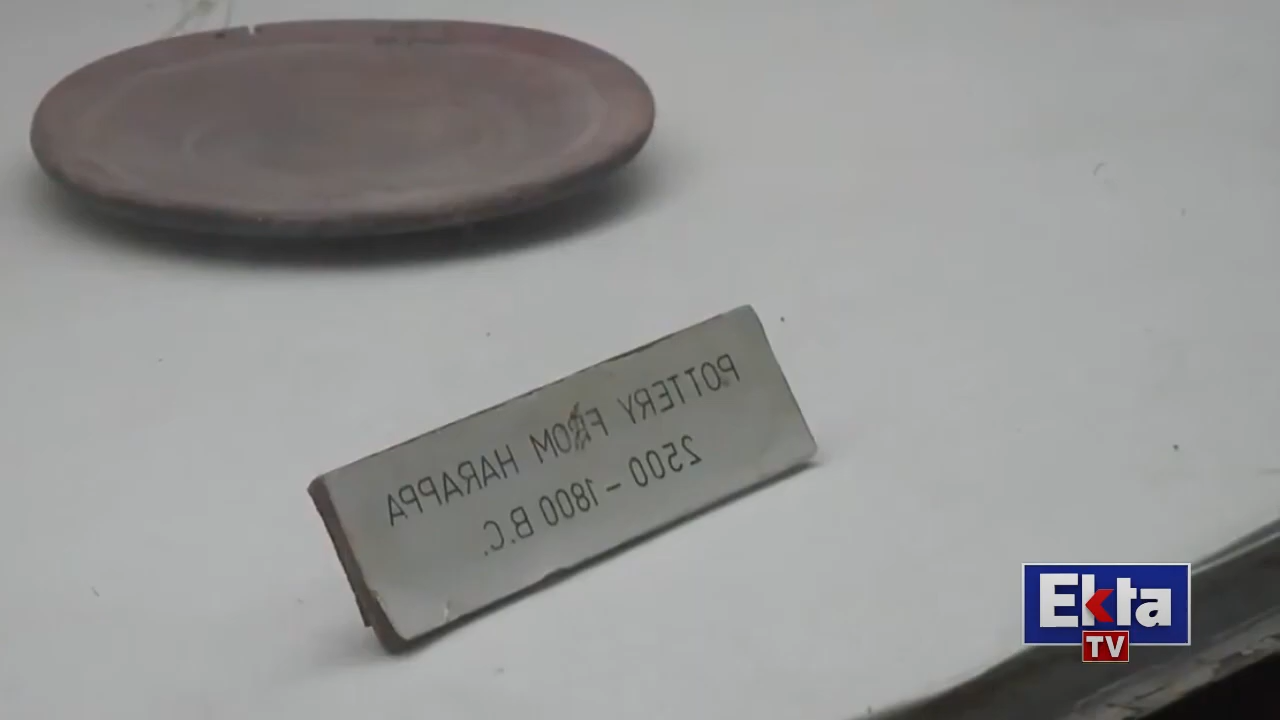 POTTERY FROM HARAPPA
2500 – 1800 B.C.
Ekta
TV